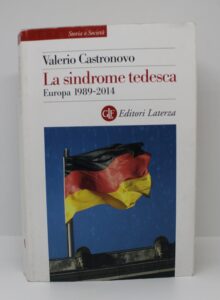 Storia e Società
Valerio Castronovo
La sindrome tedesca
Europa 1989-2014
Editori Laterza